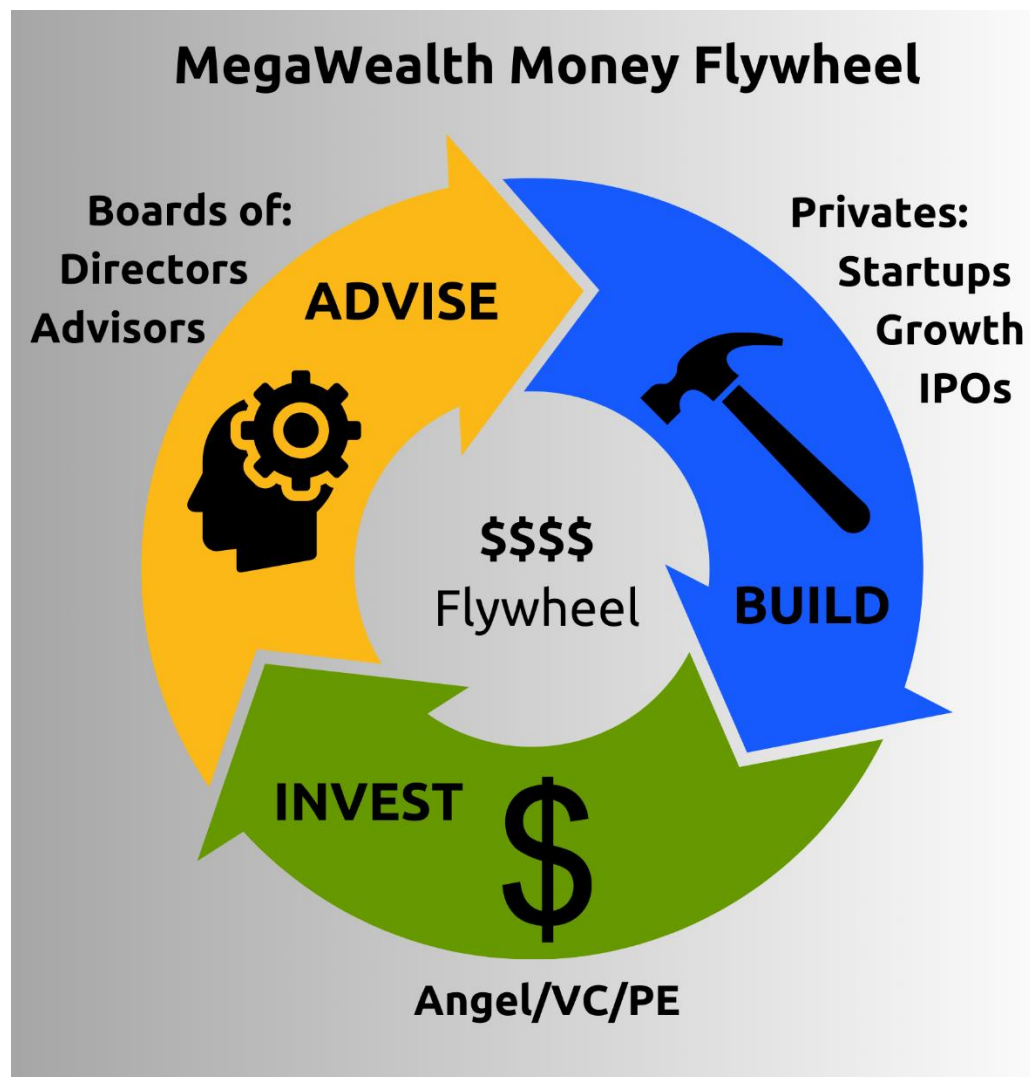 MegaWealth Money Flywheel
Boards of:
Directors
Advisors
ADVISE
Privates:
Startups
Growth
IPOs
$$$$
Flywheel
BUILD
INVEST
$
Angel/VC/PE